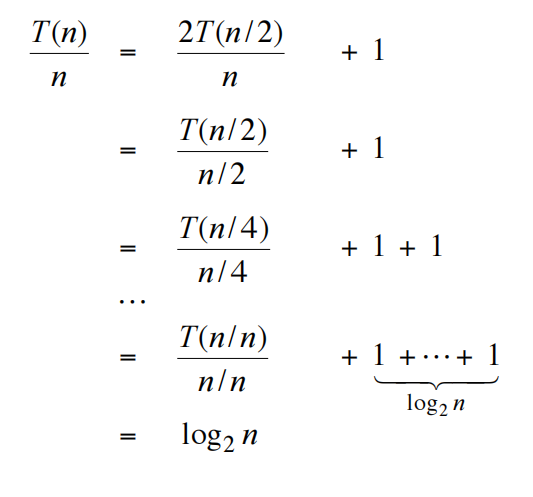 T(n)/n = 2T(n/2)/n + 1
= T(n/2)/(n/2) + 1
= T(n/4)/(n/4) + 1 + 1
...
= T(n/n)/(n/n) + 1 + ⋯ + 1
log₂ n
= log₂ n